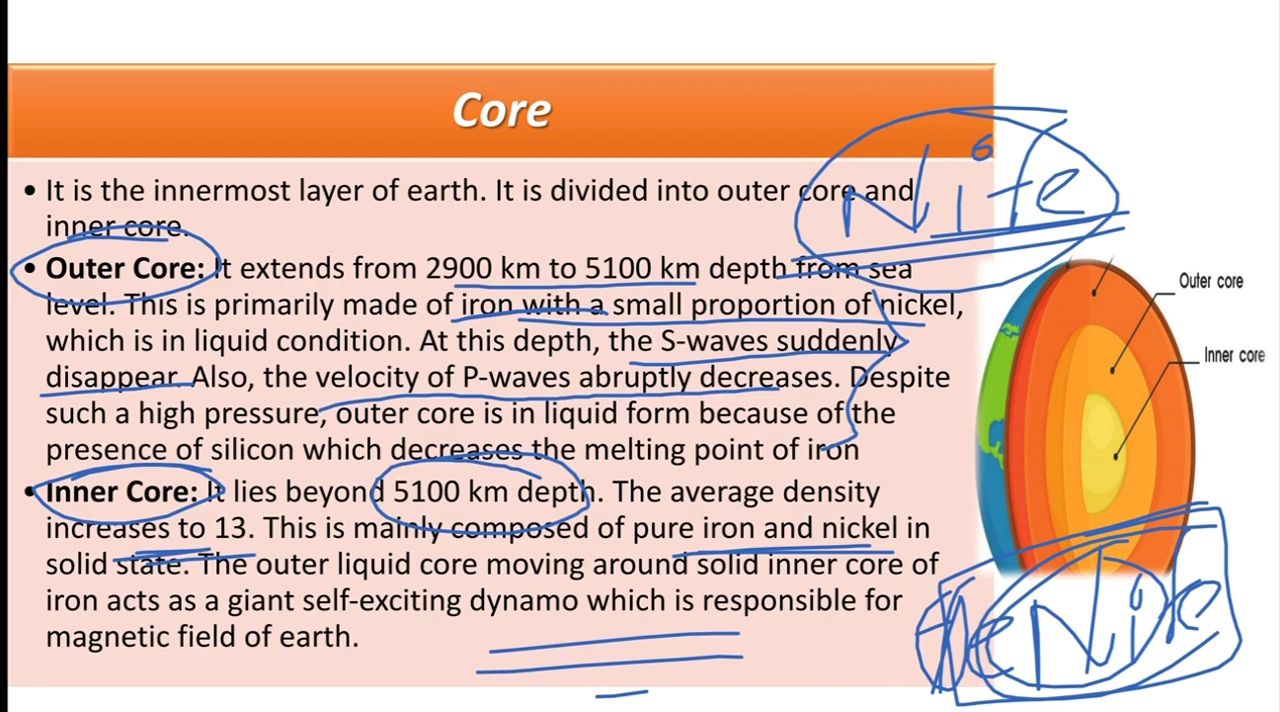 Core
• It is the innermost layer of earth. It is divided into outer core and
inner core.
• Outer Core: It extends from 2900 km to 5100 km depth from sea
level. This is primarily made of iron with a small proportion of nickel,
which is in liquid condition. At this depth, the S-waves suddenly
disappear. Also, the velocity of P-waves abruptly decreases. Despite
such a high pressure, outer core is in liquid form because of the
presence of silicon which decreases the melting point of iron
• Inner Core: It lies beyond 5100 km depth. The average density
increases to 13. This is mainly composed of pure iron and nickel in
solid state. The outer liquid core moving around solid inner core of
iron acts as a giant self-exciting dynamo which is responsible for
magnetic field of earth.
Nife
Outer core
Inner core